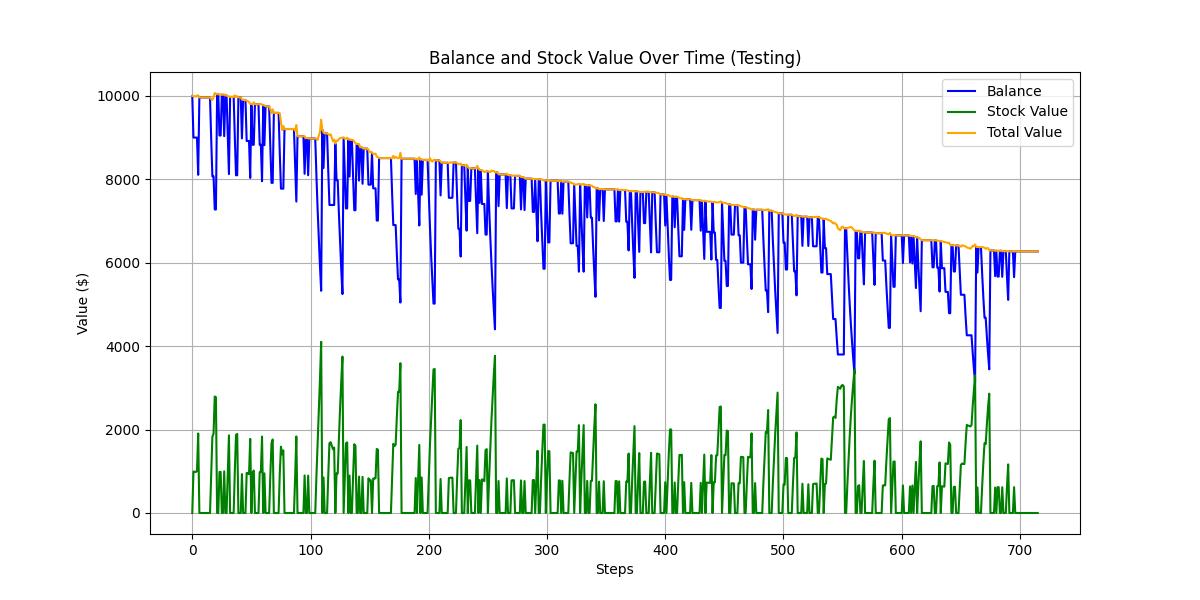 Balance and Stock Value Over Time (Testing)
Balance
Stock Value
Total Value
Value ($)
10000
8000
6000
4000
2000
0
0 100 200 300 400 500 600 700
Steps